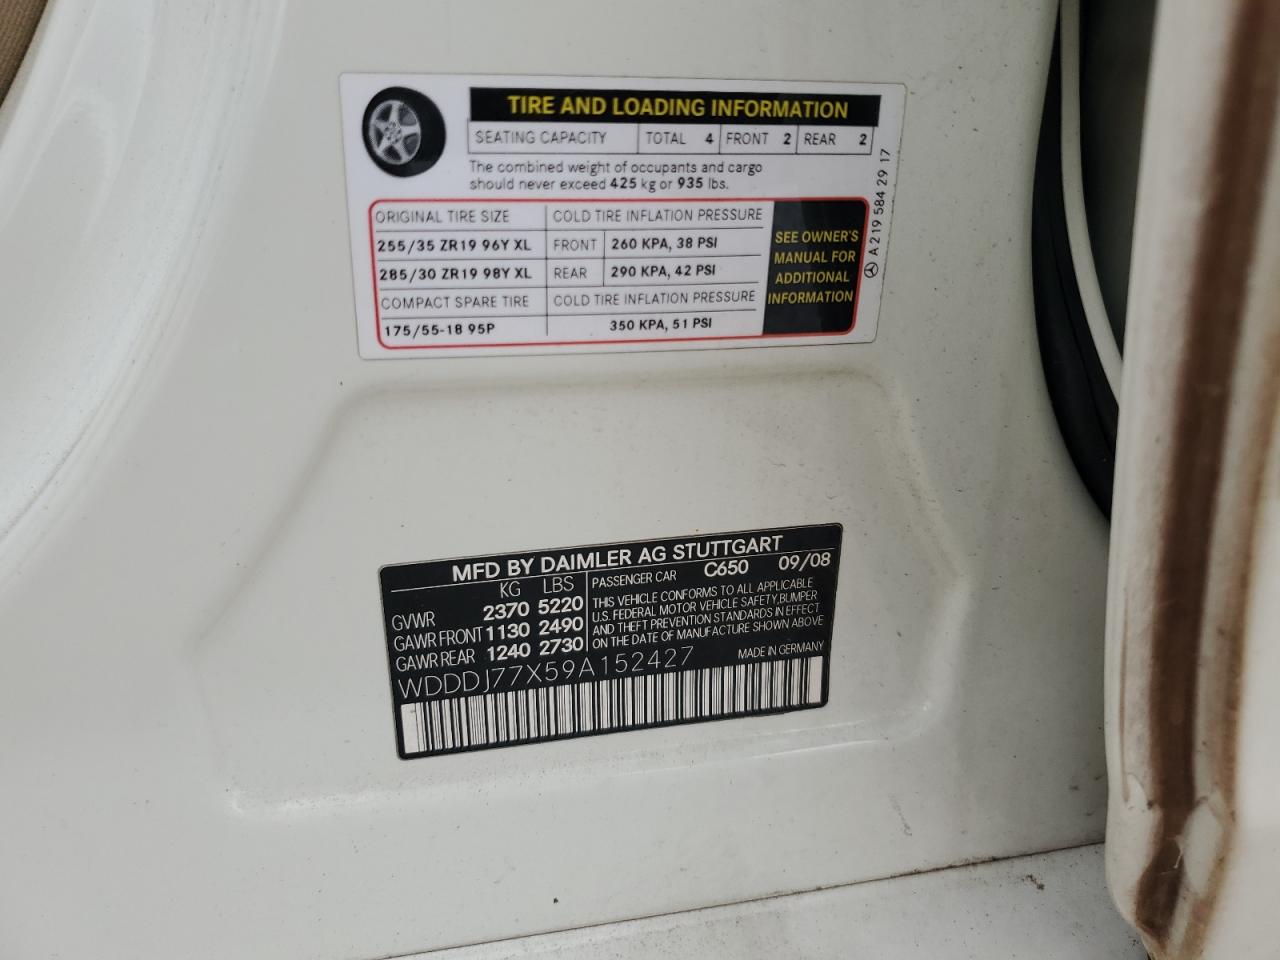 TIRE AND LOADING INFORMATION
SEATING CAPACITY TOTAL 4 FRONT 2 REAR 2
The combined weight of occupants and cargo
should never exceed 425 kg or 935 lbs.
ORIGINAL TIRE SIZE COLD TIRE INFLATION PRESSURE
255/35 ZR19 96Y XL FRONT 260 KPA, 38 PSI
285/30 ZR19 98Y XL REAR 290 KPA, 42 PSI
COMPACT SPARE TIRE COLD TIRE INFLATION PRESSURE
175/55-18 95P 350 KPA, 51 PSI
SEE OWNER'S
MANUAL FOR
ADDITIONAL
INFORMATION
A 219 584 29 17
MFD BY DAIMLER AG STUTTGART
KG LBS
GVWR 2370 5220
GAWR FRONT 1130 2490
GAWR REAR 1240 2730
PASSENGER CAR C650 09/08
THIS VEHICLE CONFORMS TO ALL APPLICABLE
U.S. FEDERAL MOTOR VEHICLE SAFETY, BUMPER
AND THEFT PREVENTION STANDARDS IN EFFECT
ON THE DATE OF MANUFACTURE SHOWN ABOVE
MADE IN GERMANY
WDDDJ77X59A152427